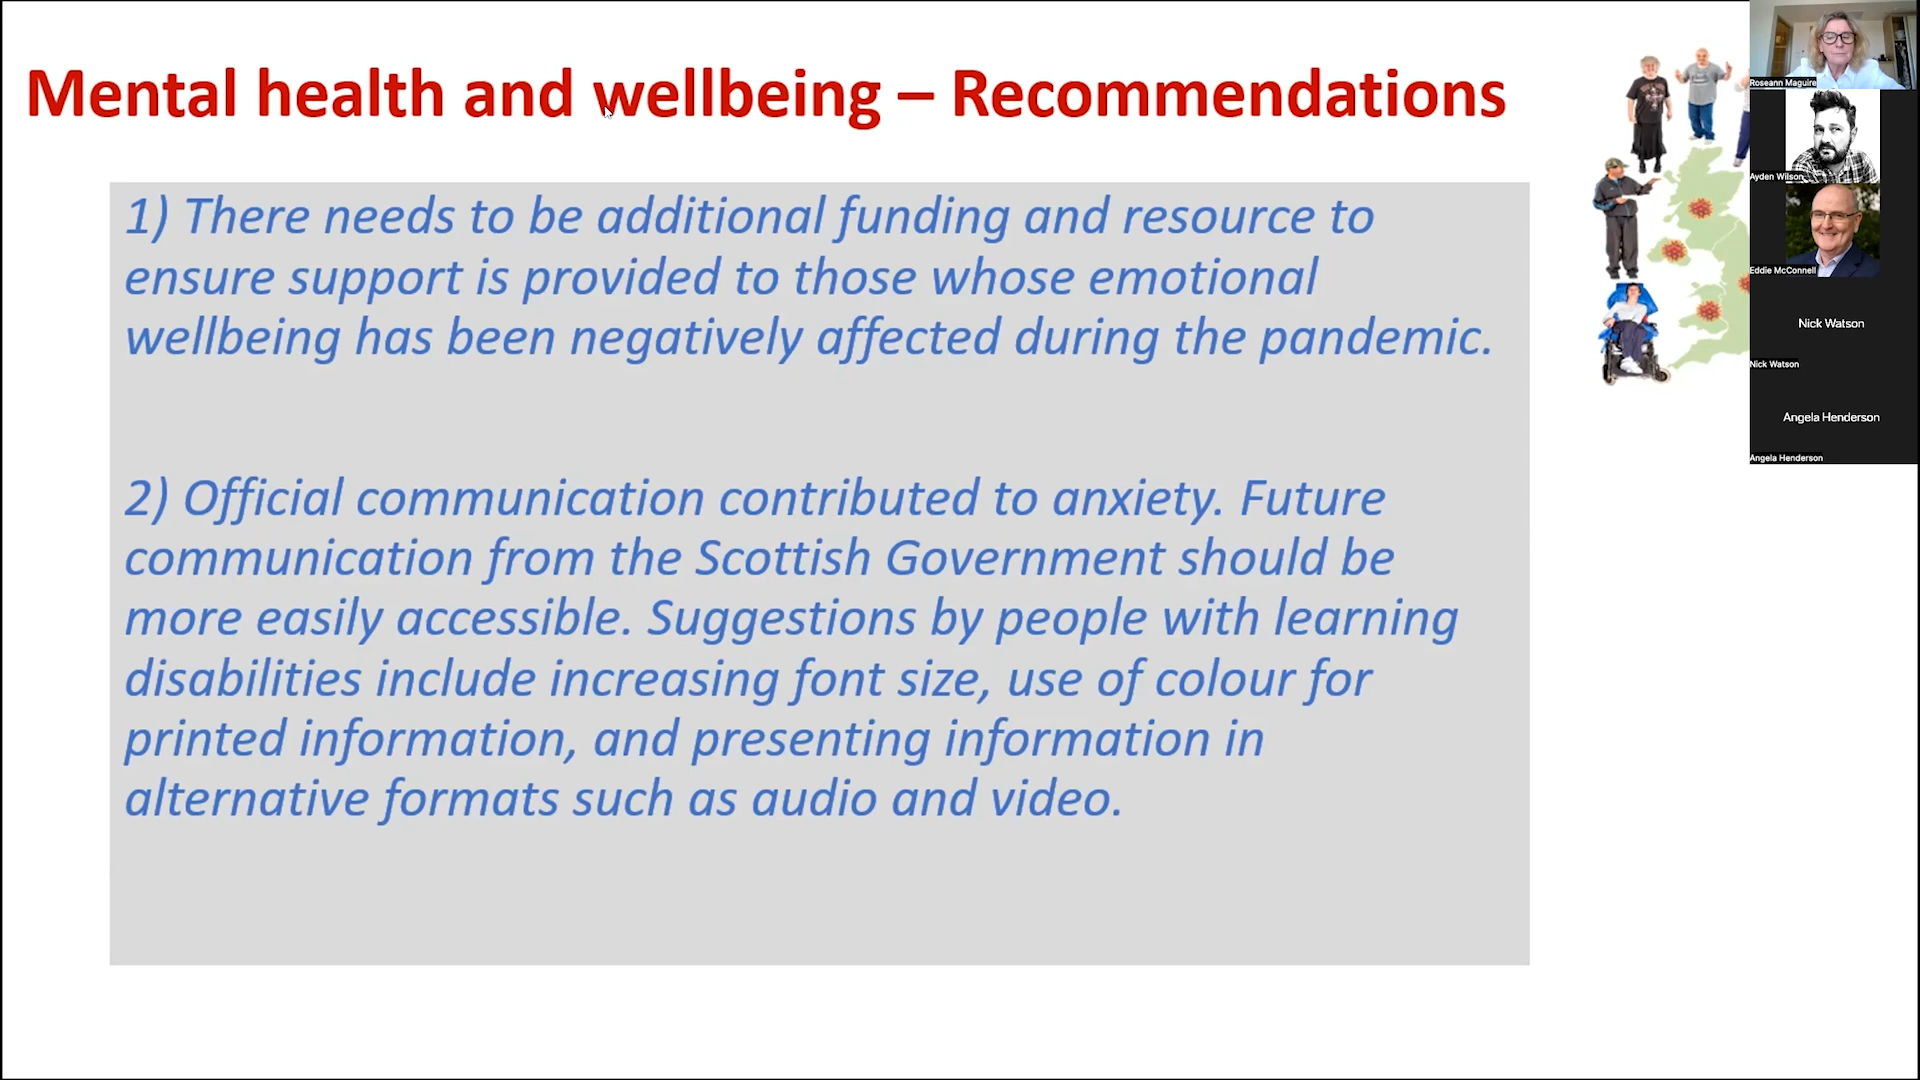 Mental health and wellbeing – Recommendations
1) There needs to be additional funding and resource to
ensure support is provided to those whose emotional
wellbeing has been negatively affected during the pandemic.
2) Official communication contributed to anxiety. Future
communication from the Scottish Government should be
more easily accessible. Suggestions by people with learning
disabilities include increasing font size, use of colour for
printed information, and presenting information in
alternative formats such as audio and video.
Roseann Maguire
Ayden Wilson
Eddie McConnell
Nick Watson
Nick Watson
Angela Henderson
Angela Henderson